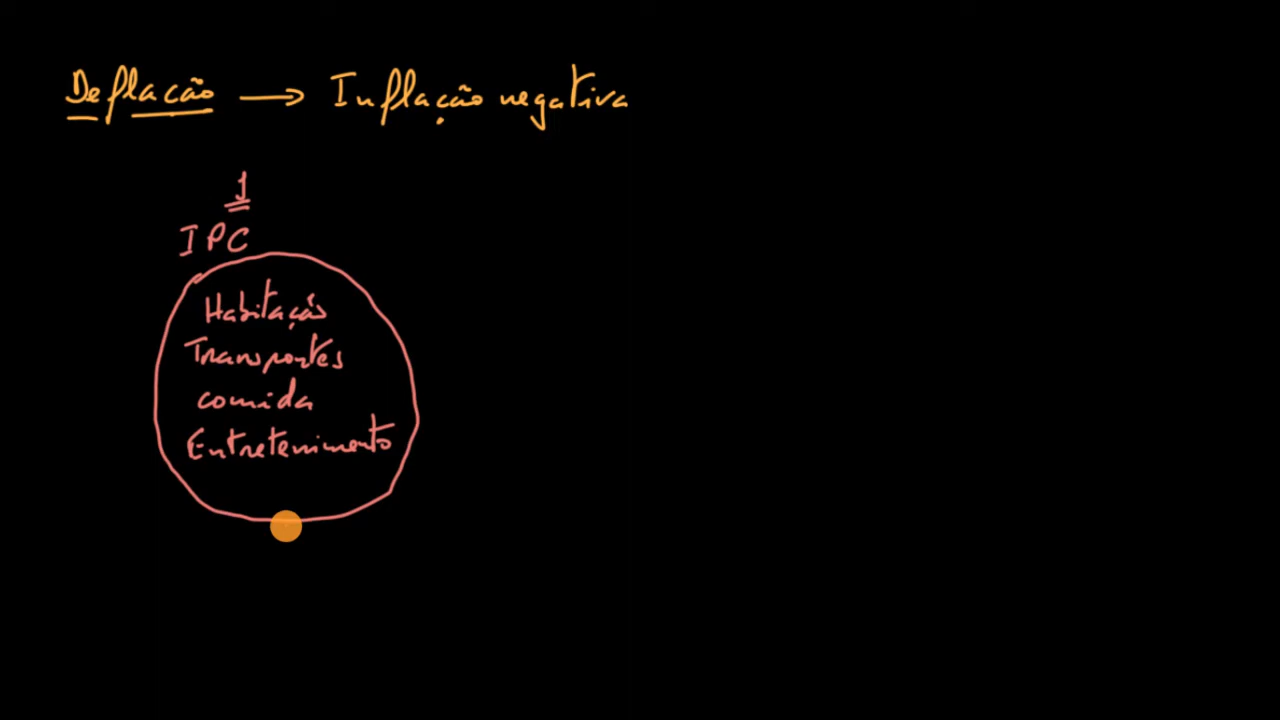 Deflação → Inflação negativa
1
IPC
Habitação
Transportes
comida
Entretenimento